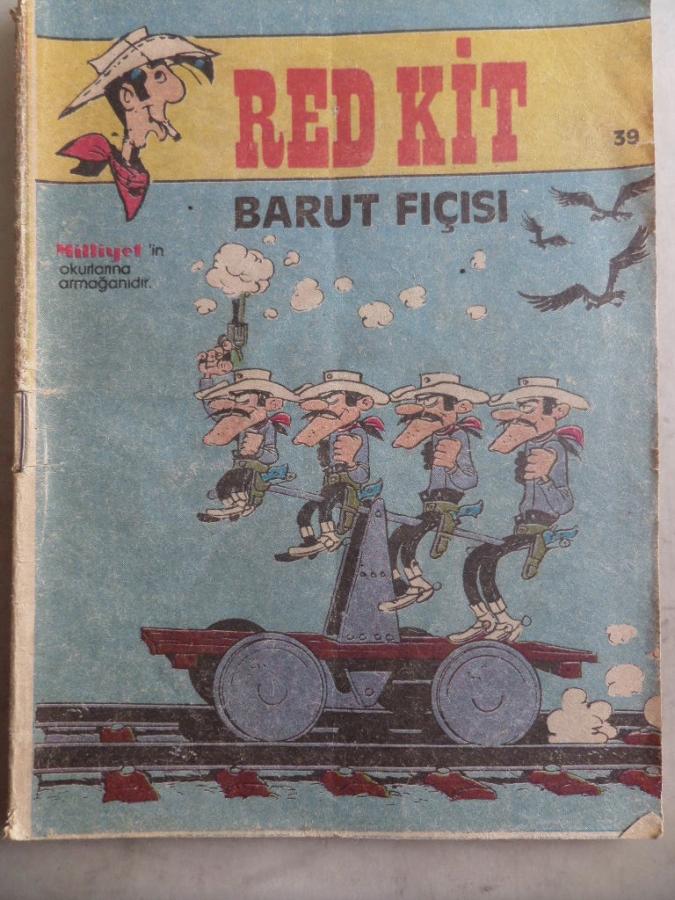 RED KİT
39
BARUT FIÇISI
Milliyet'in
okurlarına
armağanıdır.